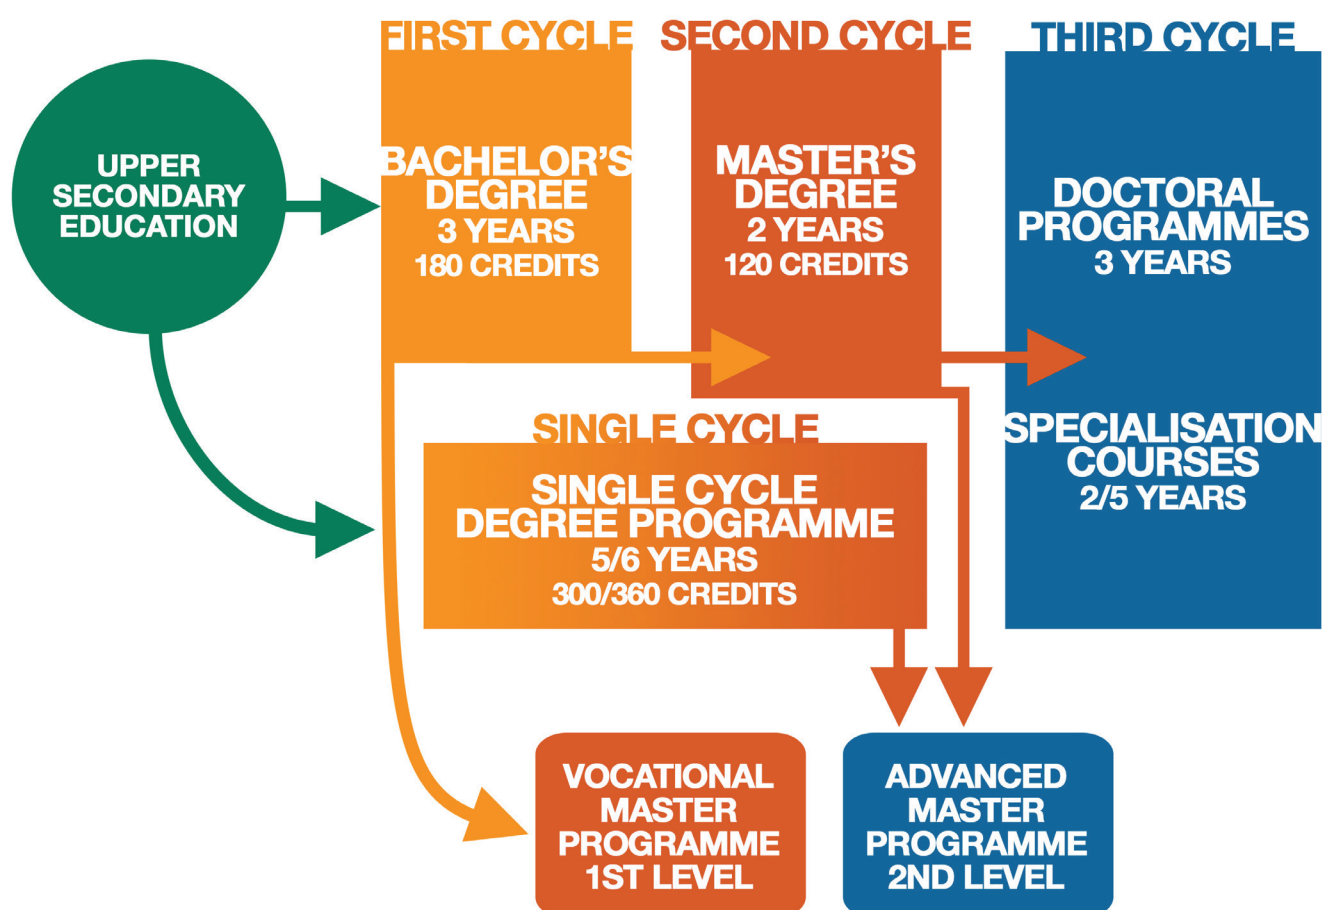 FIRST CYCLE
SECOND CYCLE
THIRD CYCLE
UPPER
SECONDARY
EDUCATION
BACHELOR'S
DEGREE
3 YEARS
180 CREDITS
MASTER'S
DEGREE
2 YEARS
120 CREDITS
DOCTORAL
PROGRAMMES
3 YEARS
SPECIALISATION
COURSES
2/5 YEARS
SINGLE CYCLE
SINGLE CYCLE
DEGREE PROGRAMME
5/6 YEARS
300/360 CREDITS
VOCATIONAL
MASTER
PROGRAMME
1ST LEVEL
ADVANCED
MASTER
PROGRAMME
2ND LEVEL